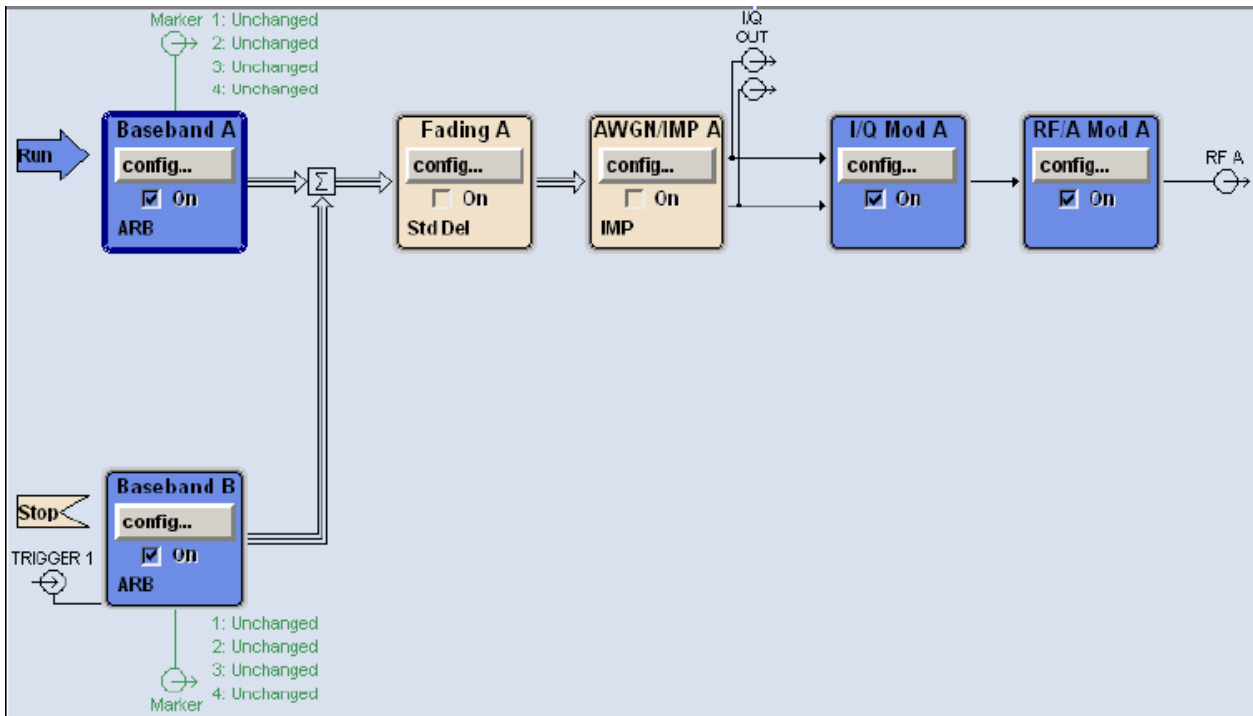 Marker 1: Unchanged
2: Unchanged
3: Unchanged
4: Unchanged
I/Q
OUT
Run
Baseband A
config...
On
ARB
Σ
Fading A
config...
On
Std Del
AWGN/IMP A
config...
On
IMP
I/Q Mod A
config...
On
RF/A Mod A
config...
On
RF A
Stop
TRIGGER 1
Baseband B
config...
On
ARB
1: Unchanged
2: Unchanged
3: Unchanged
4: Unchanged
Marker